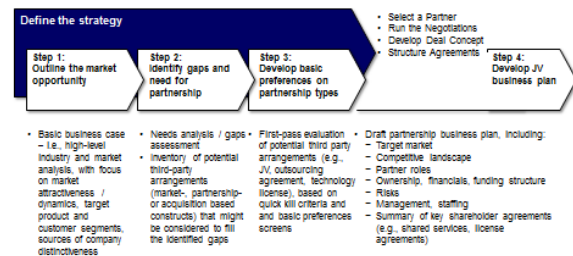 Define the strategy
• Select a Partner
• Run the Negotiations
• Develop Deal Concept
• Structure Agreements
Step 1:
Outline the market
opportunity
Step 2:
Identify gaps and
need for
partnership
Step 3:
Develop basic
preferences on
partnership types
Step 4:
Develop JV
business plan
• Basic business case
– i.e., high-level
industry and market
analysis, with focus
on market
attractiveness /
dynamics, target
product and
customer segments,
sources of company
distinctiveness
• Needs analysis / gaps
assessment
• Inventory of potential
third-party
arrangements
(market-, partnership-
or acquisition based
constructs) that might
be considered to fill
the identified gaps
• First-pass evaluation
of potential third party
arrangements (e.g.,
JV, outsourcing
agreement, technology
license), based on
quick kill criteria and
and basic preferences
screens
• Draft partnership business plan, including:
– Target market
– Competitive landscape
– Partner roles
– Ownership, financials, funding structure
– Risks
– Management, staffing
– Summary of key shareholder agreements
(e.g., shared services, license
agreements)